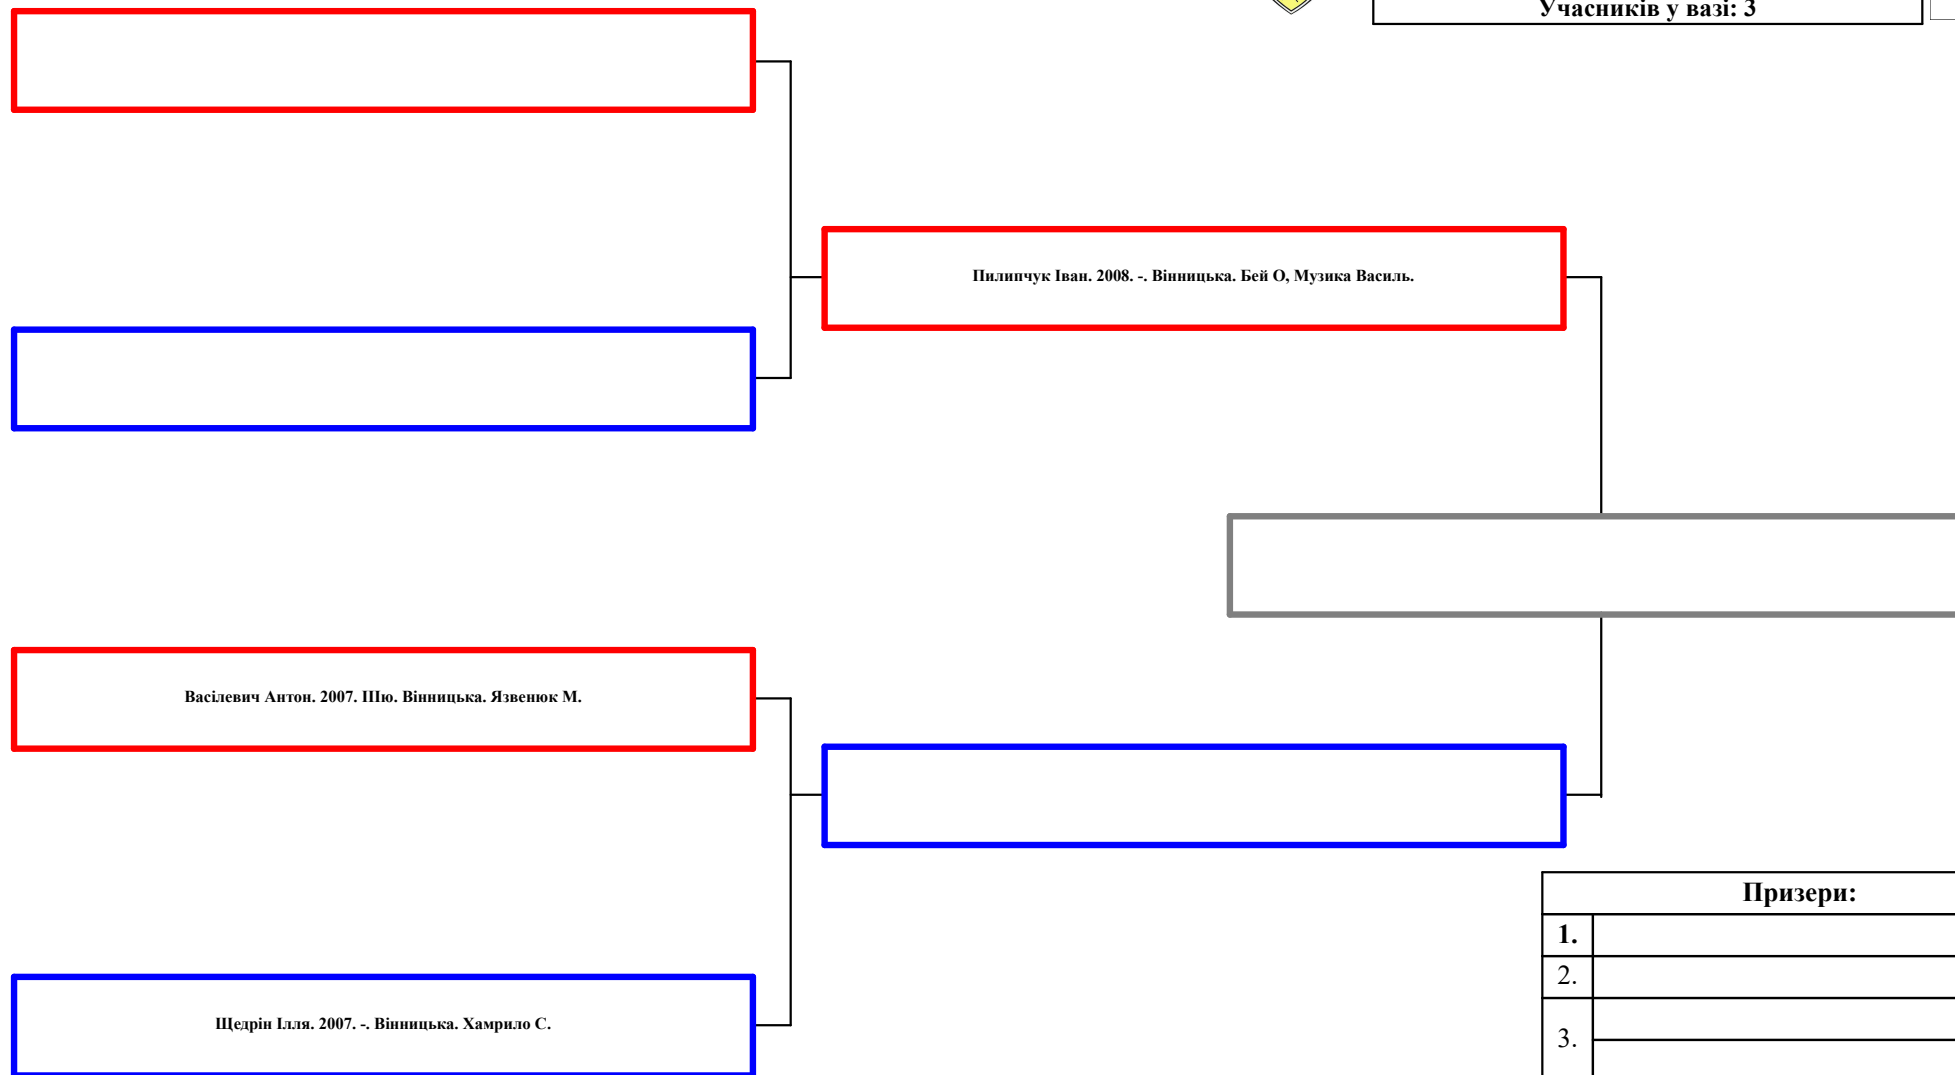 Учасників у вазі: 3
Пилипчук Іван. 2008. -. Вінницька. Бей О, Музика Василь.
Васілевич Антон. 2007. ІІІю. Вінницька. Язвенюк М.
Щедрін Ілля. 2007. -. Вінницька. Хамрило С.
Призери:
1.
2.
3.